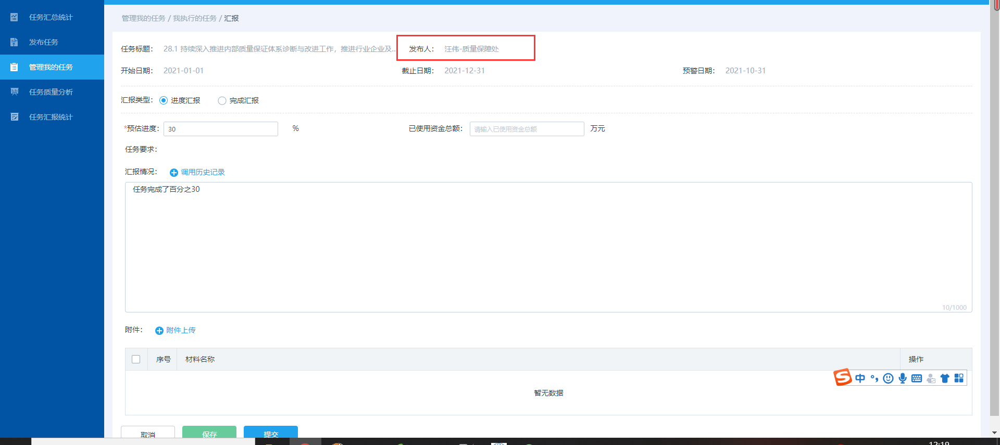 任务汇总统计
发布任务
管理我的任务
任务质量分析
任务汇报统计
管理我的任务 / 我执行的任务 / 汇报
任务标题： 28.1 持续深入推进内部质量保证体系诊断与改进工作，推进行业企业及... 发布人： 汪伟-质量保障处
开始日期： 2021-01-01 截止日期： 2021-12-31 预警日期： 2021-10-31
汇报类型： 进度汇报 完成汇报
*预估进度： 30 % 已使用资金总额： 请输入已使用资金总额 万元
任务要求：
汇报情况： 调用历史记录
任务完成了百分之30
10/1000
附件： 附件上传
序号 材料名称 操作
中
暂无数据
取消 保存 提交